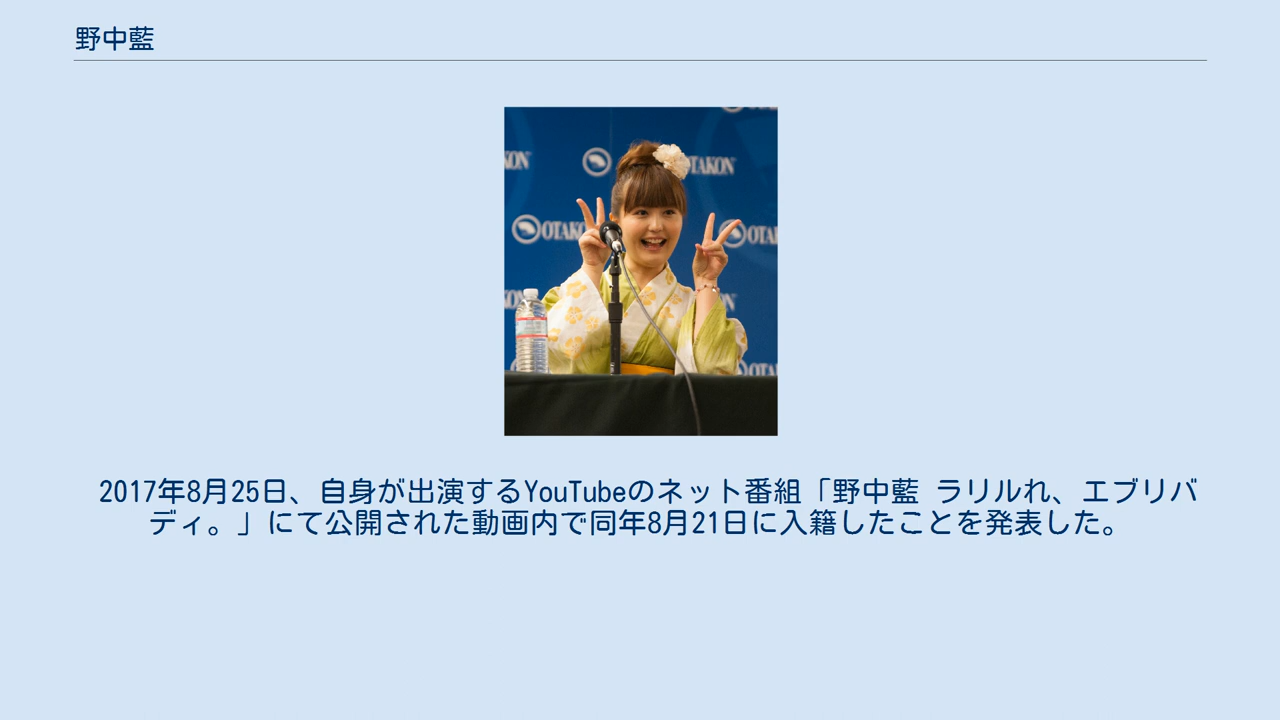 野中藍
TAKON
OTAKON
OTA
2017年8月25日、自身が出演するYouTubeのネット番組「野中藍 ラリルれ、エブリバ
ディ。」にて公開された動画内で同年8月21日に入籍したことを発表した。